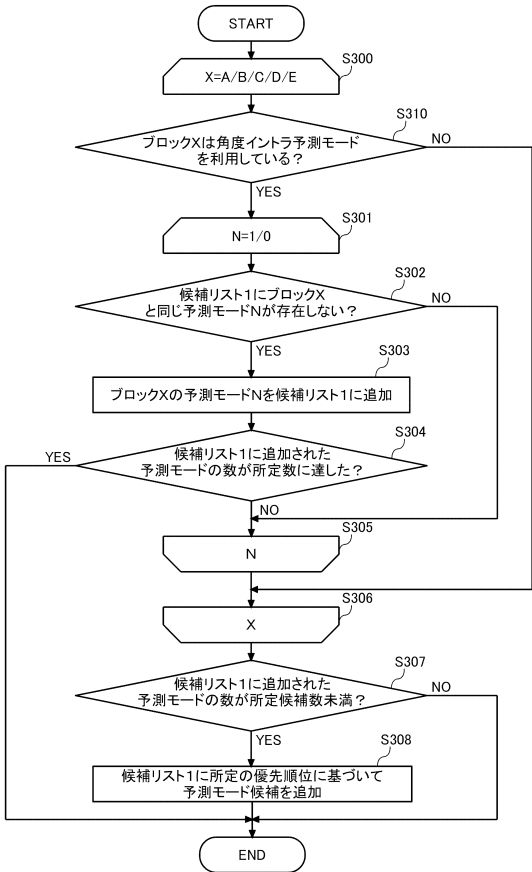 START
S300
X=A/B/C/D/E
S310
ブロックXは角度イントラ予測モード
を利用している？
NO
YES
S301
N=1/0
S302
候補リスト1にブロックX
と同じ予測モードNが存在しない？
NO
YES
S303
ブロックXの予測モードNを候補リスト1に追加
S304
候補リスト1に追加された
予測モードの数が所定数に達した？
YES
NO
S305
N
S306
X
S307
候補リスト1に追加された
予測モードの数が所定候補数未満？
NO
YES
S308
候補リスト1に所定の優先順位に基づいて
予測モード候補を追加
END